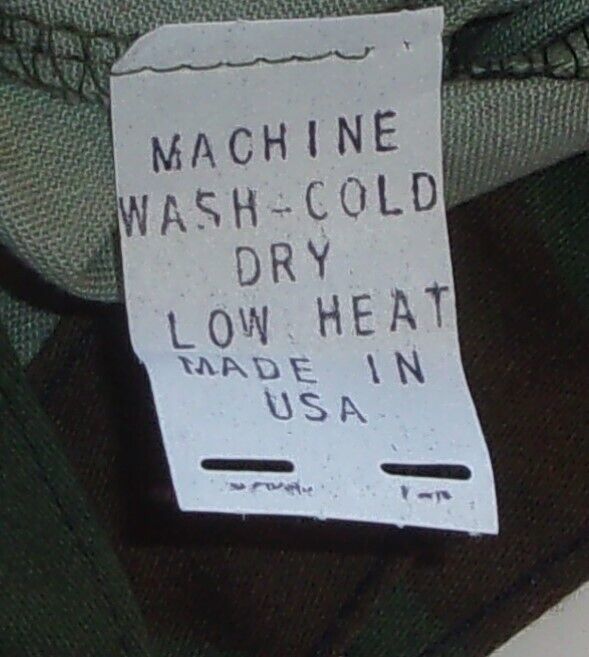 MACHINE
WASH-COLD
DRY
LOW HEAT
MADE IN
USA